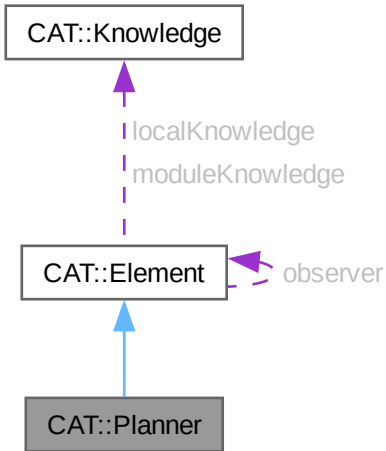 CAT::Knowledge
localKnowledge
moduleKnowledge
CAT::Element
observer
CAT::Planner